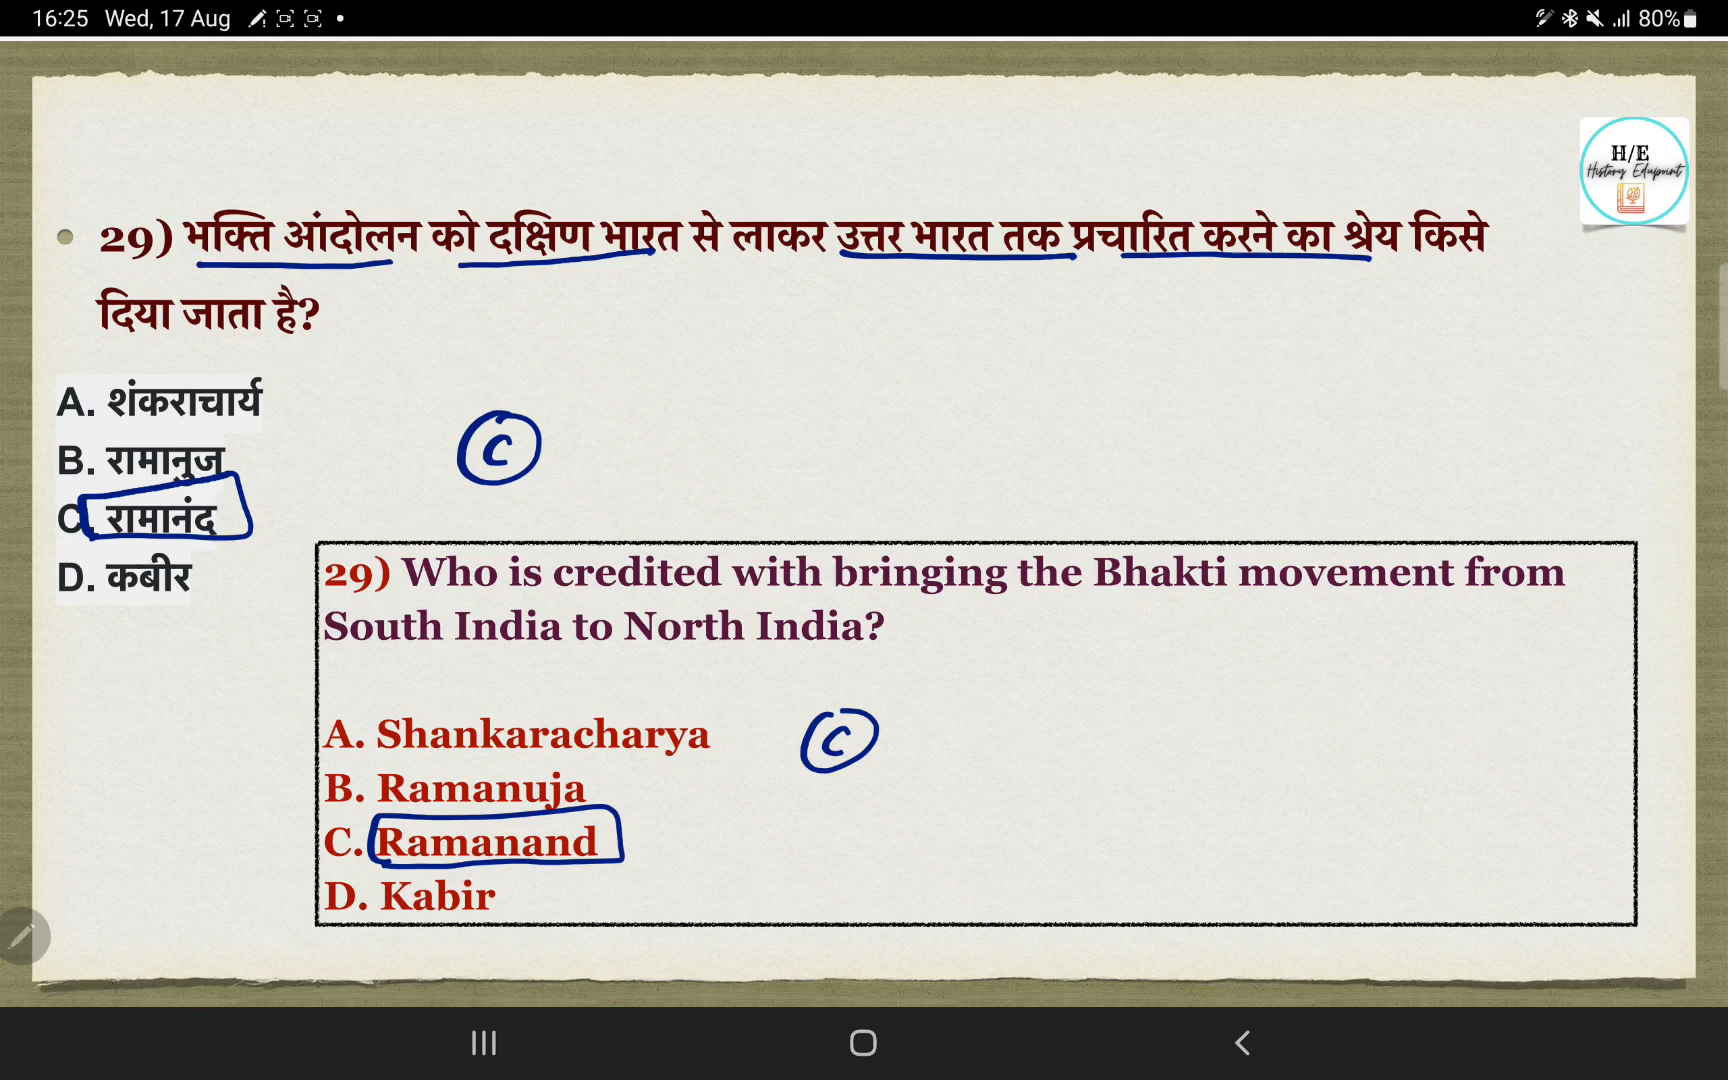 16:25 Wed, 17 Aug
80%
H/E
History Edupoint
29) भक्ति आंदोलन को दक्षिण भारत से लाकर उत्तर भारत तक प्रचारित करने का श्रेय किसे
दिया जाता है?
A. शंकराचार्य
B. रामानुज
C. रामानंद
D. कबीर
C
29) Who is credited with bringing the Bhakti movement from
South India to North India?
A. Shankaracharya
B. Ramanuja
C. Ramanand
D. Kabir
C